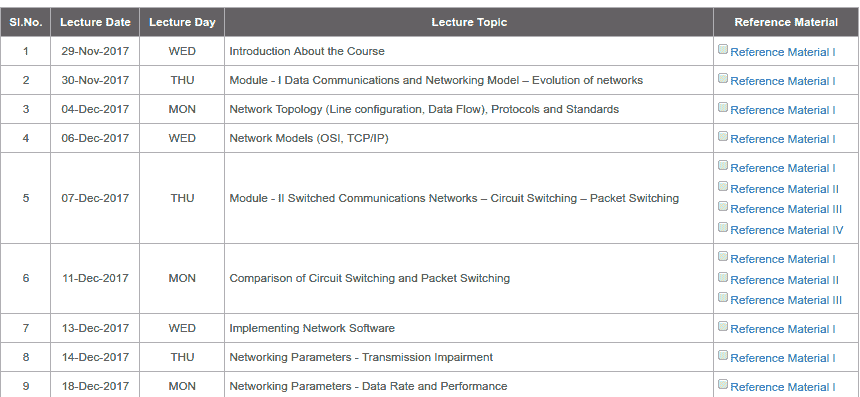 Sl.No. Lecture Date Lecture Day Lecture Topic Reference Material
1 29-Nov-2017 WED Introduction About the Course Reference Material I
2 30-Nov-2017 THU Module - I Data Communications and Networking Model – Evolution of networks Reference Material I
3 04-Dec-2017 MON Network Topology (Line configuration, Data Flow), Protocols and Standards Reference Material I
4 06-Dec-2017 WED Network Models (OSI, TCP/IP) Reference Material I
5 07-Dec-2017 THU Module - II Switched Communications Networks – Circuit Switching – Packet Switching Reference Material I
Reference Material II
Reference Material III
Reference Material IV
6 11-Dec-2017 MON Comparison of Circuit Switching and Packet Switching Reference Material I
Reference Material II
Reference Material III
7 13-Dec-2017 WED Implementing Network Software Reference Material I
8 14-Dec-2017 THU Networking Parameters - Transmission Impairment Reference Material I
9 18-Dec-2017 MON Networking Parameters - Data Rate and Performance Reference Material I